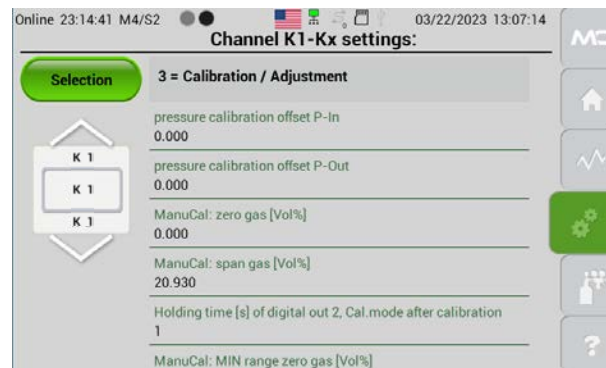 Online 23:14:41 M4/S2 03/22/2023 13:07:14
Channel K1-Kx settings:
Selection
3 = Calibration / Adjustment
pressure calibration offset P-In
0.000
pressure calibration offset P-Out
0.000
K 1
K 1
K 1
ManuCal: zero gas [Vol%]
0.000
ManuCal: span gas [Vol%]
20.930
Holding time [s] of digital out 2, Cal.mode after calibration
1
ManuCal: MIN range zero gas [Vol%]
?